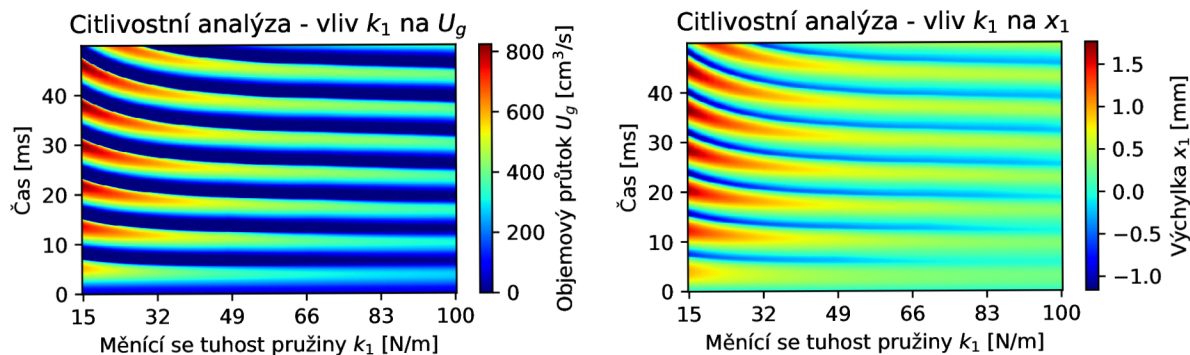 Citlivostní analýza - vliv k₁ na U_g
Čas [ms]
40
30
20
10
0
15 32 49 66 83 100
Měnící se tuhost pružiny k₁ [N/m]
800
600
400
200
0
Objemový průtok U_g [cm³/s]
Citlivostní analýza - vliv k₁ na x₁
Čas [ms]
40
30
20
10
0
15 32 49 66 83 100
Měnící se tuhost pružiny k₁ [N/m]
1.5
1.0
0.5
0.0
−0.5
−1.0
Výchylka x₁ [mm]